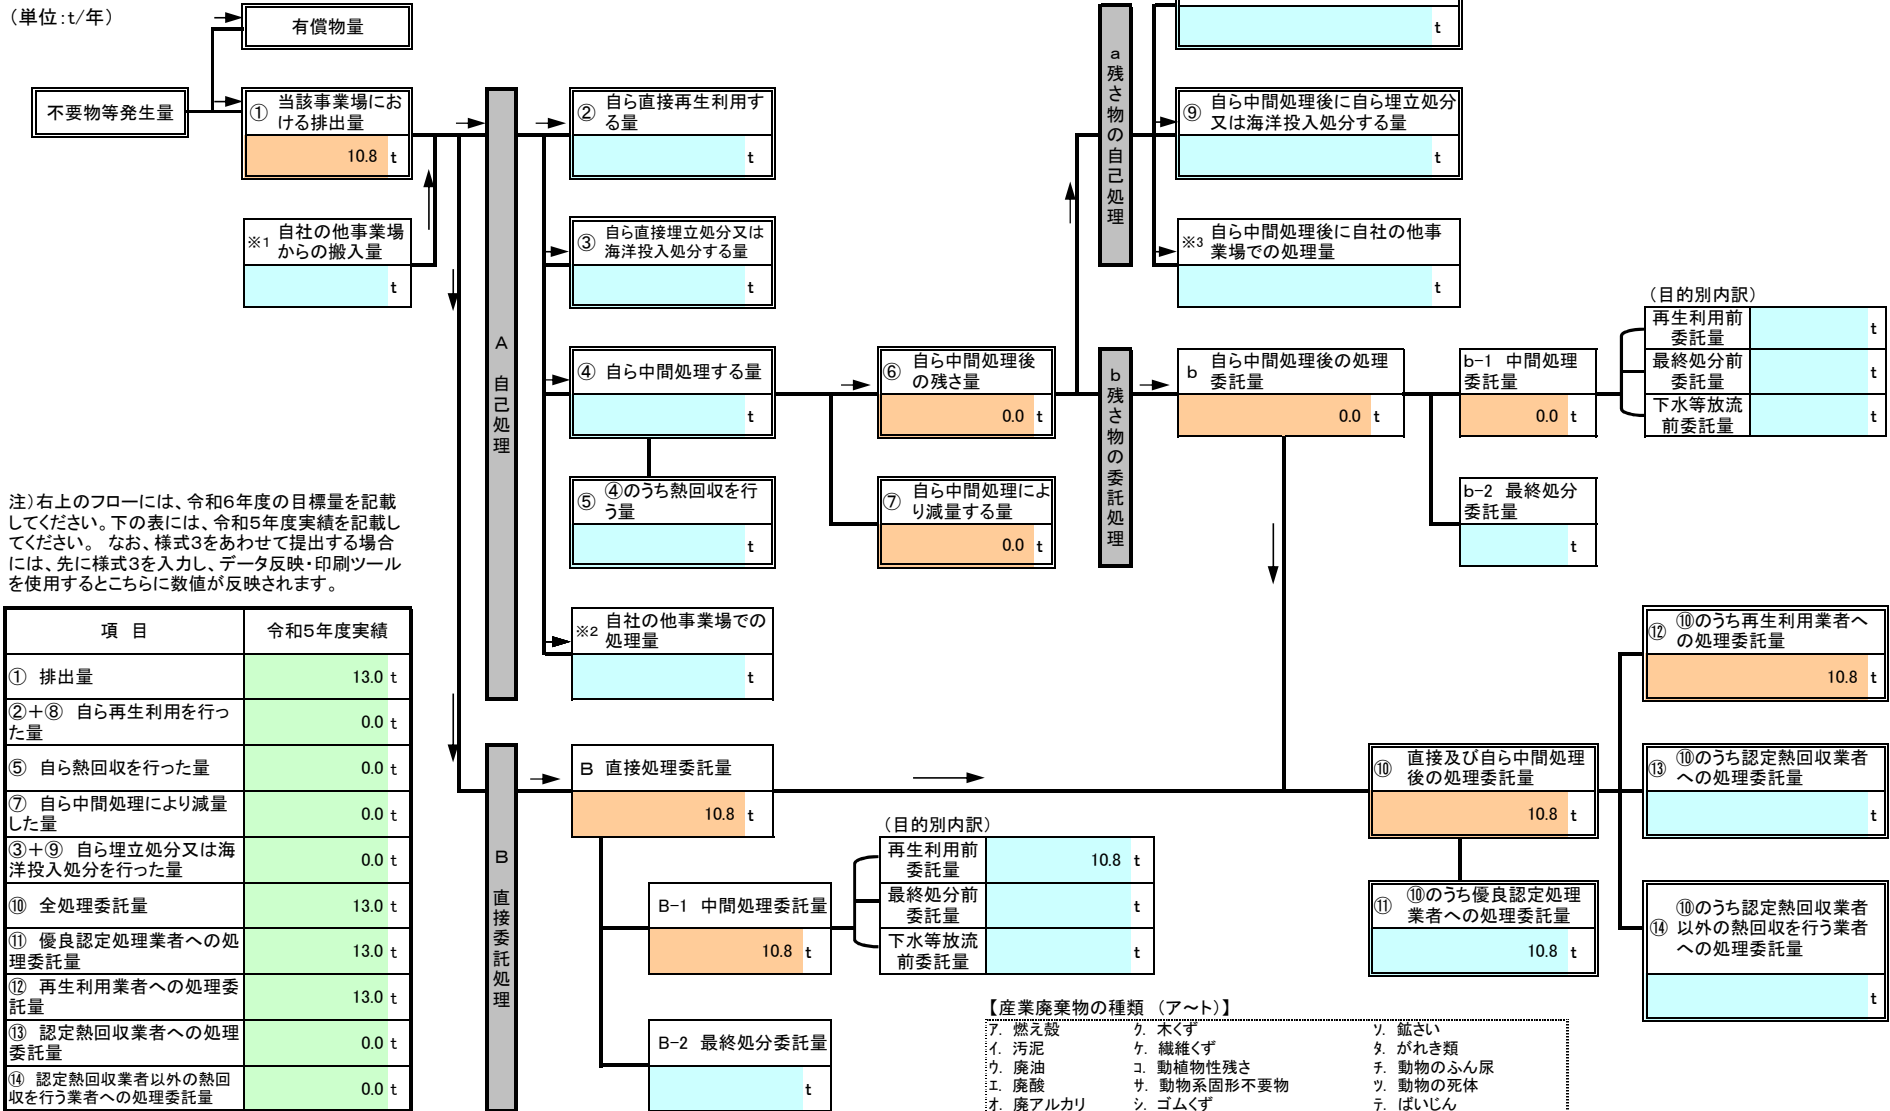 （単位：t/年）
有償物量
不要物等発生量
① 当該事業場にお
ける排出量
10.8 t
※1 自社の他事業場
からの搬入量
t
A 自己処理
② 自ら直接再生利用す
る量
t
③ 自ら直接埋立処分又は
海洋投入処分する量
t
④ 自ら中間処理する量
t
⑤ ④のうち熱回収を行
う量
t
※2 自社の他事業場での
処理量
t
⑥ 自ら中間処理後
の残さ量
0.0 t
⑦ 自ら中間処理によ
り減量する量
0.0 t
a 残さ物の自己処理
t
⑨ 自ら中間処理後に自ら埋立処分
又は海洋投入処分する量
t
※3 自ら中間処理後に自社の他事
業場での処理量
t
b 残さ物の委託処理
b 自ら中間処理後の処理
委託量
0.0 t
b-1 中間処理
委託量
0.0 t
b-2 最終処分
委託量
t
（目的別内訳）
再生利用前
委託量
t
最終処分前
委託量
t
下水等放流
前委託量
t
注）右上のフローには、令和６年度の目標量を記載
してください。下の表には、令和５年度実績を記載し
てください。 なお、様式３をあわせて提出する場合
には、先に様式３を入力し、データ反映・印刷ツール
を使用するとこちらに数値が反映されます。
項 目 令和５年度実績
① 排出量 13.0 t
②＋⑧ 自ら再生利用を行っ
た量 0.0 t
⑤ 自ら熱回収を行った量 0.0 t
⑦ 自ら中間処理により減量
した量 0.0 t
③＋⑨ 自ら埋立処分又は海
洋投入処分を行った量 0.0 t
⑩ 全処理委託量 13.0 t
⑪ 優良認定処理業者への処
理委託量 13.0 t
⑫ 再生利用業者への処理委
託量 13.0 t
⑬ 認定熱回収業者への処理
委託量 0.0 t
⑭ 認定熱回収業者以外の熱回
収を行う業者への処理委託量 0.0 t
B 直接委託処理
B 直接処理委託量
10.8 t
B-1 中間処理委託量
10.8 t
B-2 最終処分委託量
t
（目的別内訳）
再生利用前
委託量
10.8 t
最終処分前
委託量
t
下水等放流
前委託量
t
⑩ 直接及び自ら中間処理
後の処理委託量
10.8 t
⑪ ⑩のうち優良認定処理
業者への処理委託量
10.8 t
⑫ ⑩のうち再生利用業者へ
の処理委託量
10.8 t
⑬ ⑩のうち認定熱回収業者
への処理委託量
t
⑭ ⑩のうち認定熱回収業者
以外の熱回収を行う業者
への処理委託量
t
【産業廃棄物の種類 （ア～ト）】
ア. 燃え殻 ク. 木くず ソ. 鉱さい
イ. 汚泥 ケ. 繊維くず タ. がれき類
ウ. 廃油 コ. 動植物性残さ チ. 動物のふん尿
エ. 廃酸 サ. 動物系固形不要物 ツ. 動物の死体
オ. 廃アルカリ シ. ゴムくず テ. ばいじん